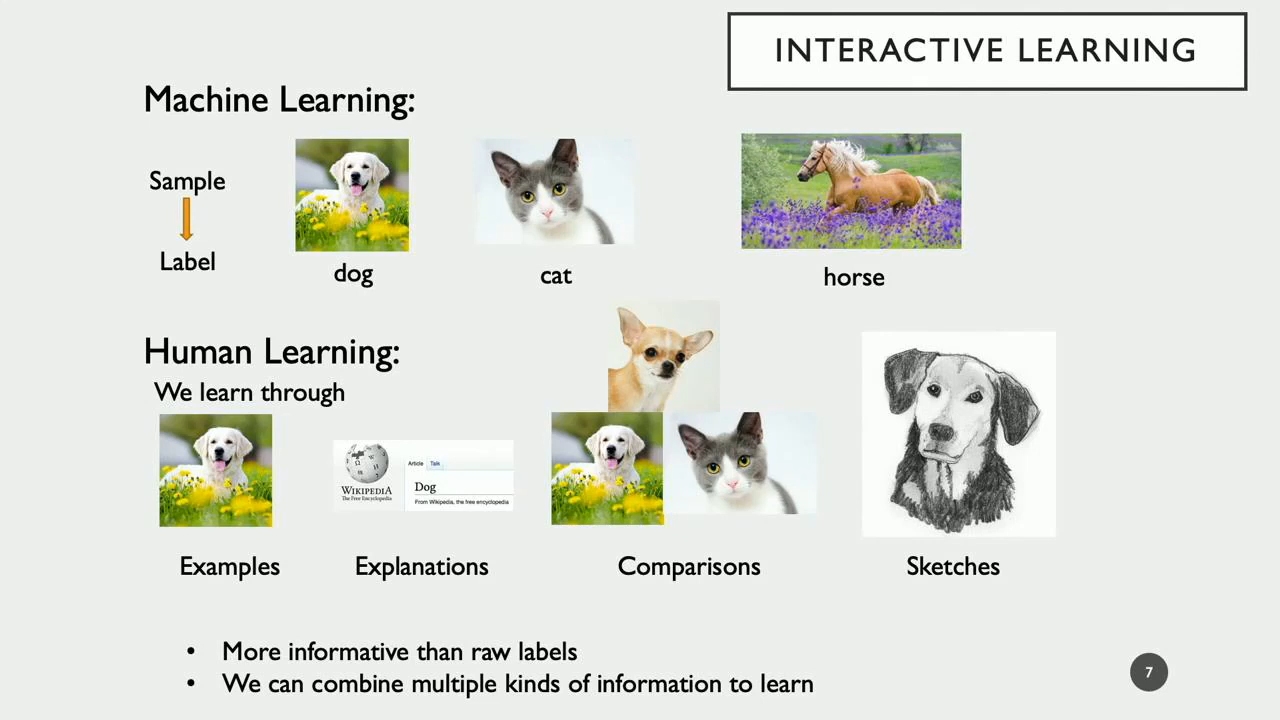 INTERACTIVE LEARNING
Machine Learning:
Sample
Label
dog
cat
horse
Human Learning:
We learn through
WIKIPEDIA
The Free Encyclopedia
Article Talk
Dog
From Wikipedia, the free encyclopedia
Examples
Explanations
Comparisons
Sketches
• More informative than raw labels
• We can combine multiple kinds of information to learn
7